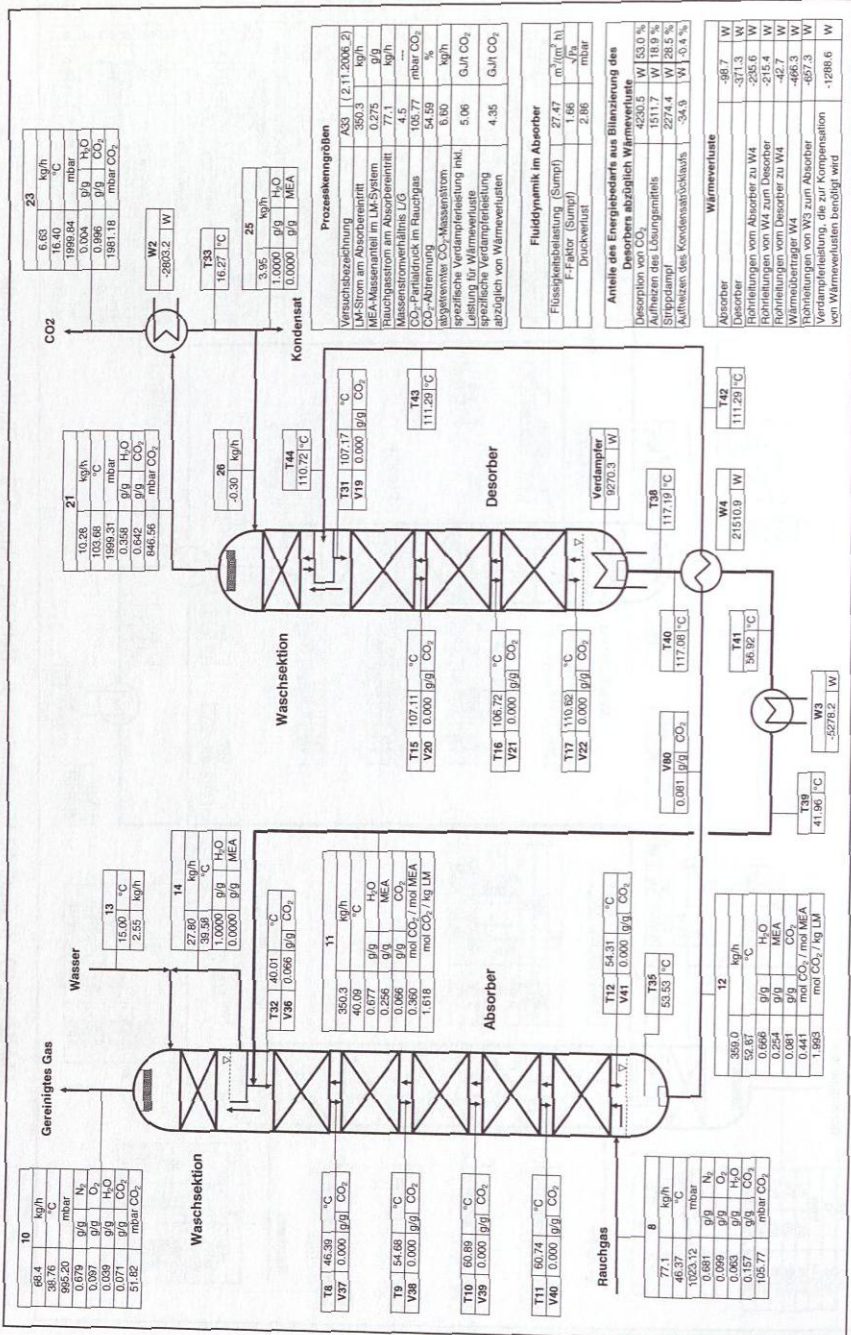 10
68.4 kg/h
38.76 °C
995.20 mbar
0.679 g/g N₂
0.097 g/g O₂
0.039 g/g H₂O
0.071 g/g CO₂
51.82 mbar CO₂
Gereinigtes Gas
Wasser
Waschsektion
13
15.00 °C
2.55 kg/h
14
27.80 kg/h
39.58 °C
1.0000 g/g H₂O
0.0000 g/g MEA
T32 40.01 °C
V36 0.066 g/g CO₂
11
350.3 kg/h
40.09 °C
0.677 g/g H₂O
0.256 g/g MEA
0.066 g/g CO₂
0.360 mol CO₂ / mol MEA
1.618 mol CO₂ / kg LM
Absorber
T8 46.39 °C
V37 0.000 g/g CO₂
T9 54.68 °C
V38 0.000 g/g CO₂
T10 60.89 °C
V39 0.000 g/g CO₂
T11 60.74 °C
V40 0.000 g/g CO₂
Rauchgas
8
77.1 kg/h
46.37 °C
1023.12 mbar
0.681 g/g N₂
0.099 g/g O₂
0.063 g/g H₂O
0.157 g/g CO₂
105.77 mbar CO₂
T12 54.31 °C
V41 0.000 g/g CO₂
T35
53.53 °C
12
359.0 kg/h
52.87 °C
0.666 g/g H₂O
0.254 g/g MEA
0.081 g/g CO₂
0.441 mol CO₂ / mol MEA
1.993 mol CO₂ / kg LM
21
10.28 kg/h
103.68 °C
1999.31 mbar
0.358 g/g H₂O
0.642 g/g CO₂
846.56 mbar CO₂
CO2
23
6.63 kg/h
16.40 °C
1999.84 mbar
0.004 g/g H₂O
0.996 g/g CO₂
1981.18 mbar CO₂
W2
-2803.2 W
T33
16.27 °C
25
3.95 kg/h
1.0000 g/g H₂O
0.0000 g/g MEA
Kondensat
26
-0.30 kg/h
T44
110.72 °C
Waschsektion
T31 107.17 °C
V19 0.000 g/g CO₂
T15 107.11 °C
V20 0.000 g/g CO₂
T16 106.72 °C
V21 0.000 g/g CO₂
T17 110.62 °C
V22 0.000 g/g CO₂
Desorber
T43
111.29 °C
Verdampfer
9270.3 W
T38
117.19 °C
T40
117.08 °C
W4
21510.9 W
T42
111.29 °C
V80
0.081 g/g CO₂
T41
56.92 °C
W3
-5278.2 W
T39
41.96 °C
Prozesskenngrößen
Versuchsbezeichnung A33 ( 2.11.2006_2)
LM-Strom am Absorbereintritt 350.3 kg/h
MEA-Massenanteil im LM-System 0.275 g/g
Rauchgasstrom am Absorbereintritt 77.1 kg/h
Massenstromverhältnis L/G 4.5 ---
CO₂-Partialdruck im Rauchgas 105.77 mbar CO₂
CO₂-Abtrennung 54.59 %
abgetrennter CO₂-Massenstrom 6.60 kg/h
spezifische Verdampferleistung inkl. Leistung für Wärmeverluste 5.06 GJ/t CO₂
spezifische Verdampferleistung abzüglich von Wärmeverlusten 4.35 GJ/t CO₂
Fluiddynamik im Absorber
Flüssigkeitsbelastung (Sumpf) 27.47 m³/(m² h)
F-Faktor (Sumpf) 1.66 √Pa
Druckverlust 2.86 mbar
Anteile des Energiebedarfs aus Bilanzierung des
Desorbers abzüglich Wärmeverluste
Desorption von CO₂ 4230.5 W 53.0 %
Aufheizen des Lösungsmittels 1511.7 W 18.9 %
Strippdampf 2274.4 W 28.5 %
Aufheizen des Kondensatrücklaufs -34.9 W -0.4 %
Wärmeverluste
Absorber -98.7 W
Desorber -371.3 W
Rohrleitungen vom Absorber zu W4 -235.6 W
Rohrleitungen von W4 zum Desorber -215.4 W
Rohrleitungen vom Desorber zu W4 -42.7 W
Wärmeübertrager W4 -466.3 W
Rohrleitungen von W3 zum Absorber -657.3 W
Verdampferleistung, die zur Kompensation
von Wärmeverlusten benötigt wird -1288.6 W